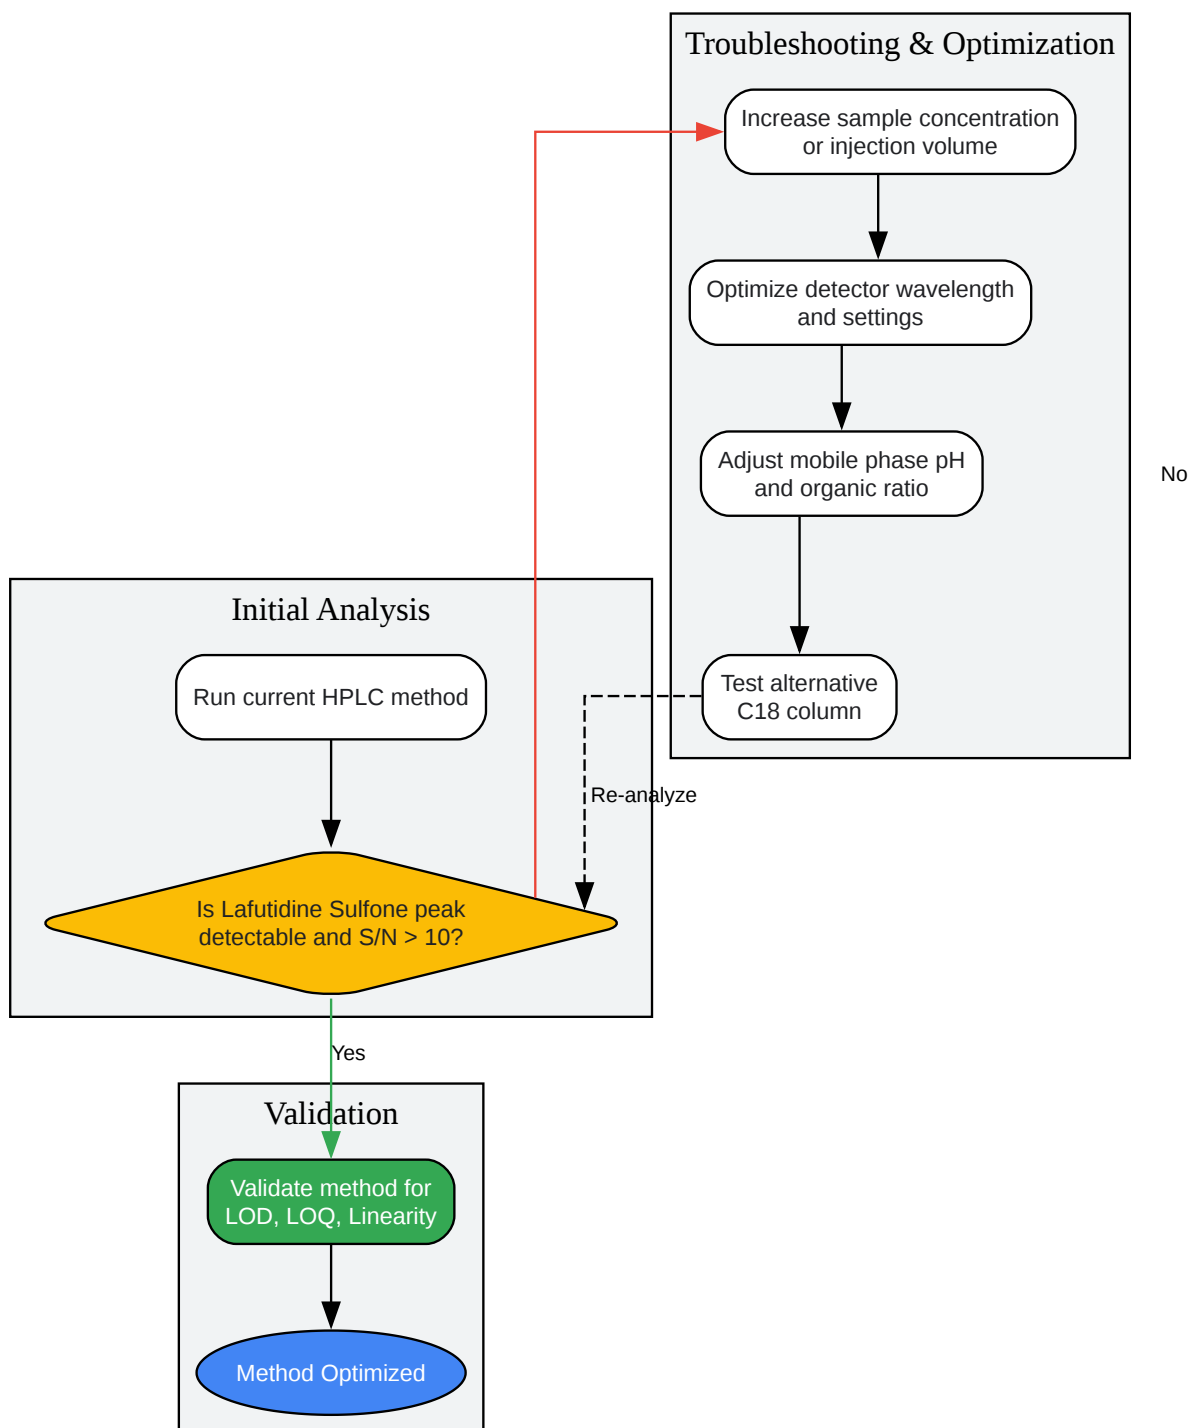 Troubleshooting & Optimization
Increase sample concentration
or injection volume
Optimize detector wavelength
and settings
Adjust mobile phase pH
and organic ratio
No
Initial Analysis
Run current HPLC method
Test alternative
C18 column
Re-analyze
Is Lafutidine Sulfone peak
detectable and S/N > 10?
Yes
Validation
Validate method for
LOD, LOQ, Linearity
Method Optimized